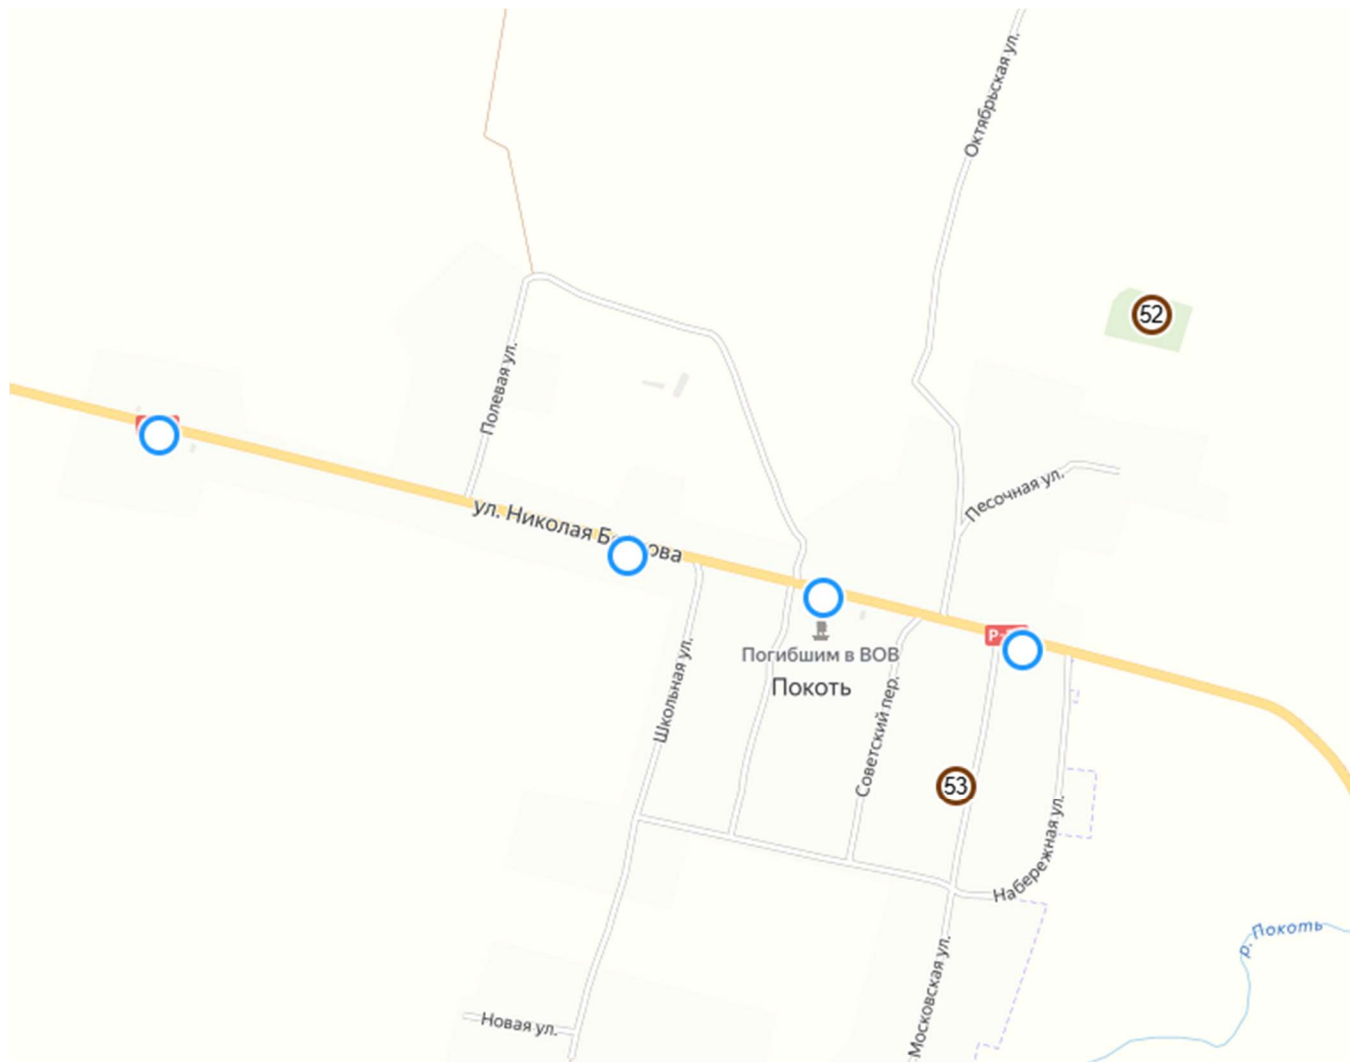 Октябрьская ул.
52
Полевая ул.
Песочная ул.
ул. Николая
Р-
Погибшим в ВОВ
Покоть
Школьная ул.
Советский пер.
53
Набережная ул.
р. Покоть
Московская ул.
Новая ул.